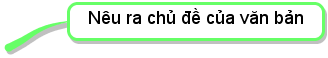 Nêu ra chủ đề của văn bản